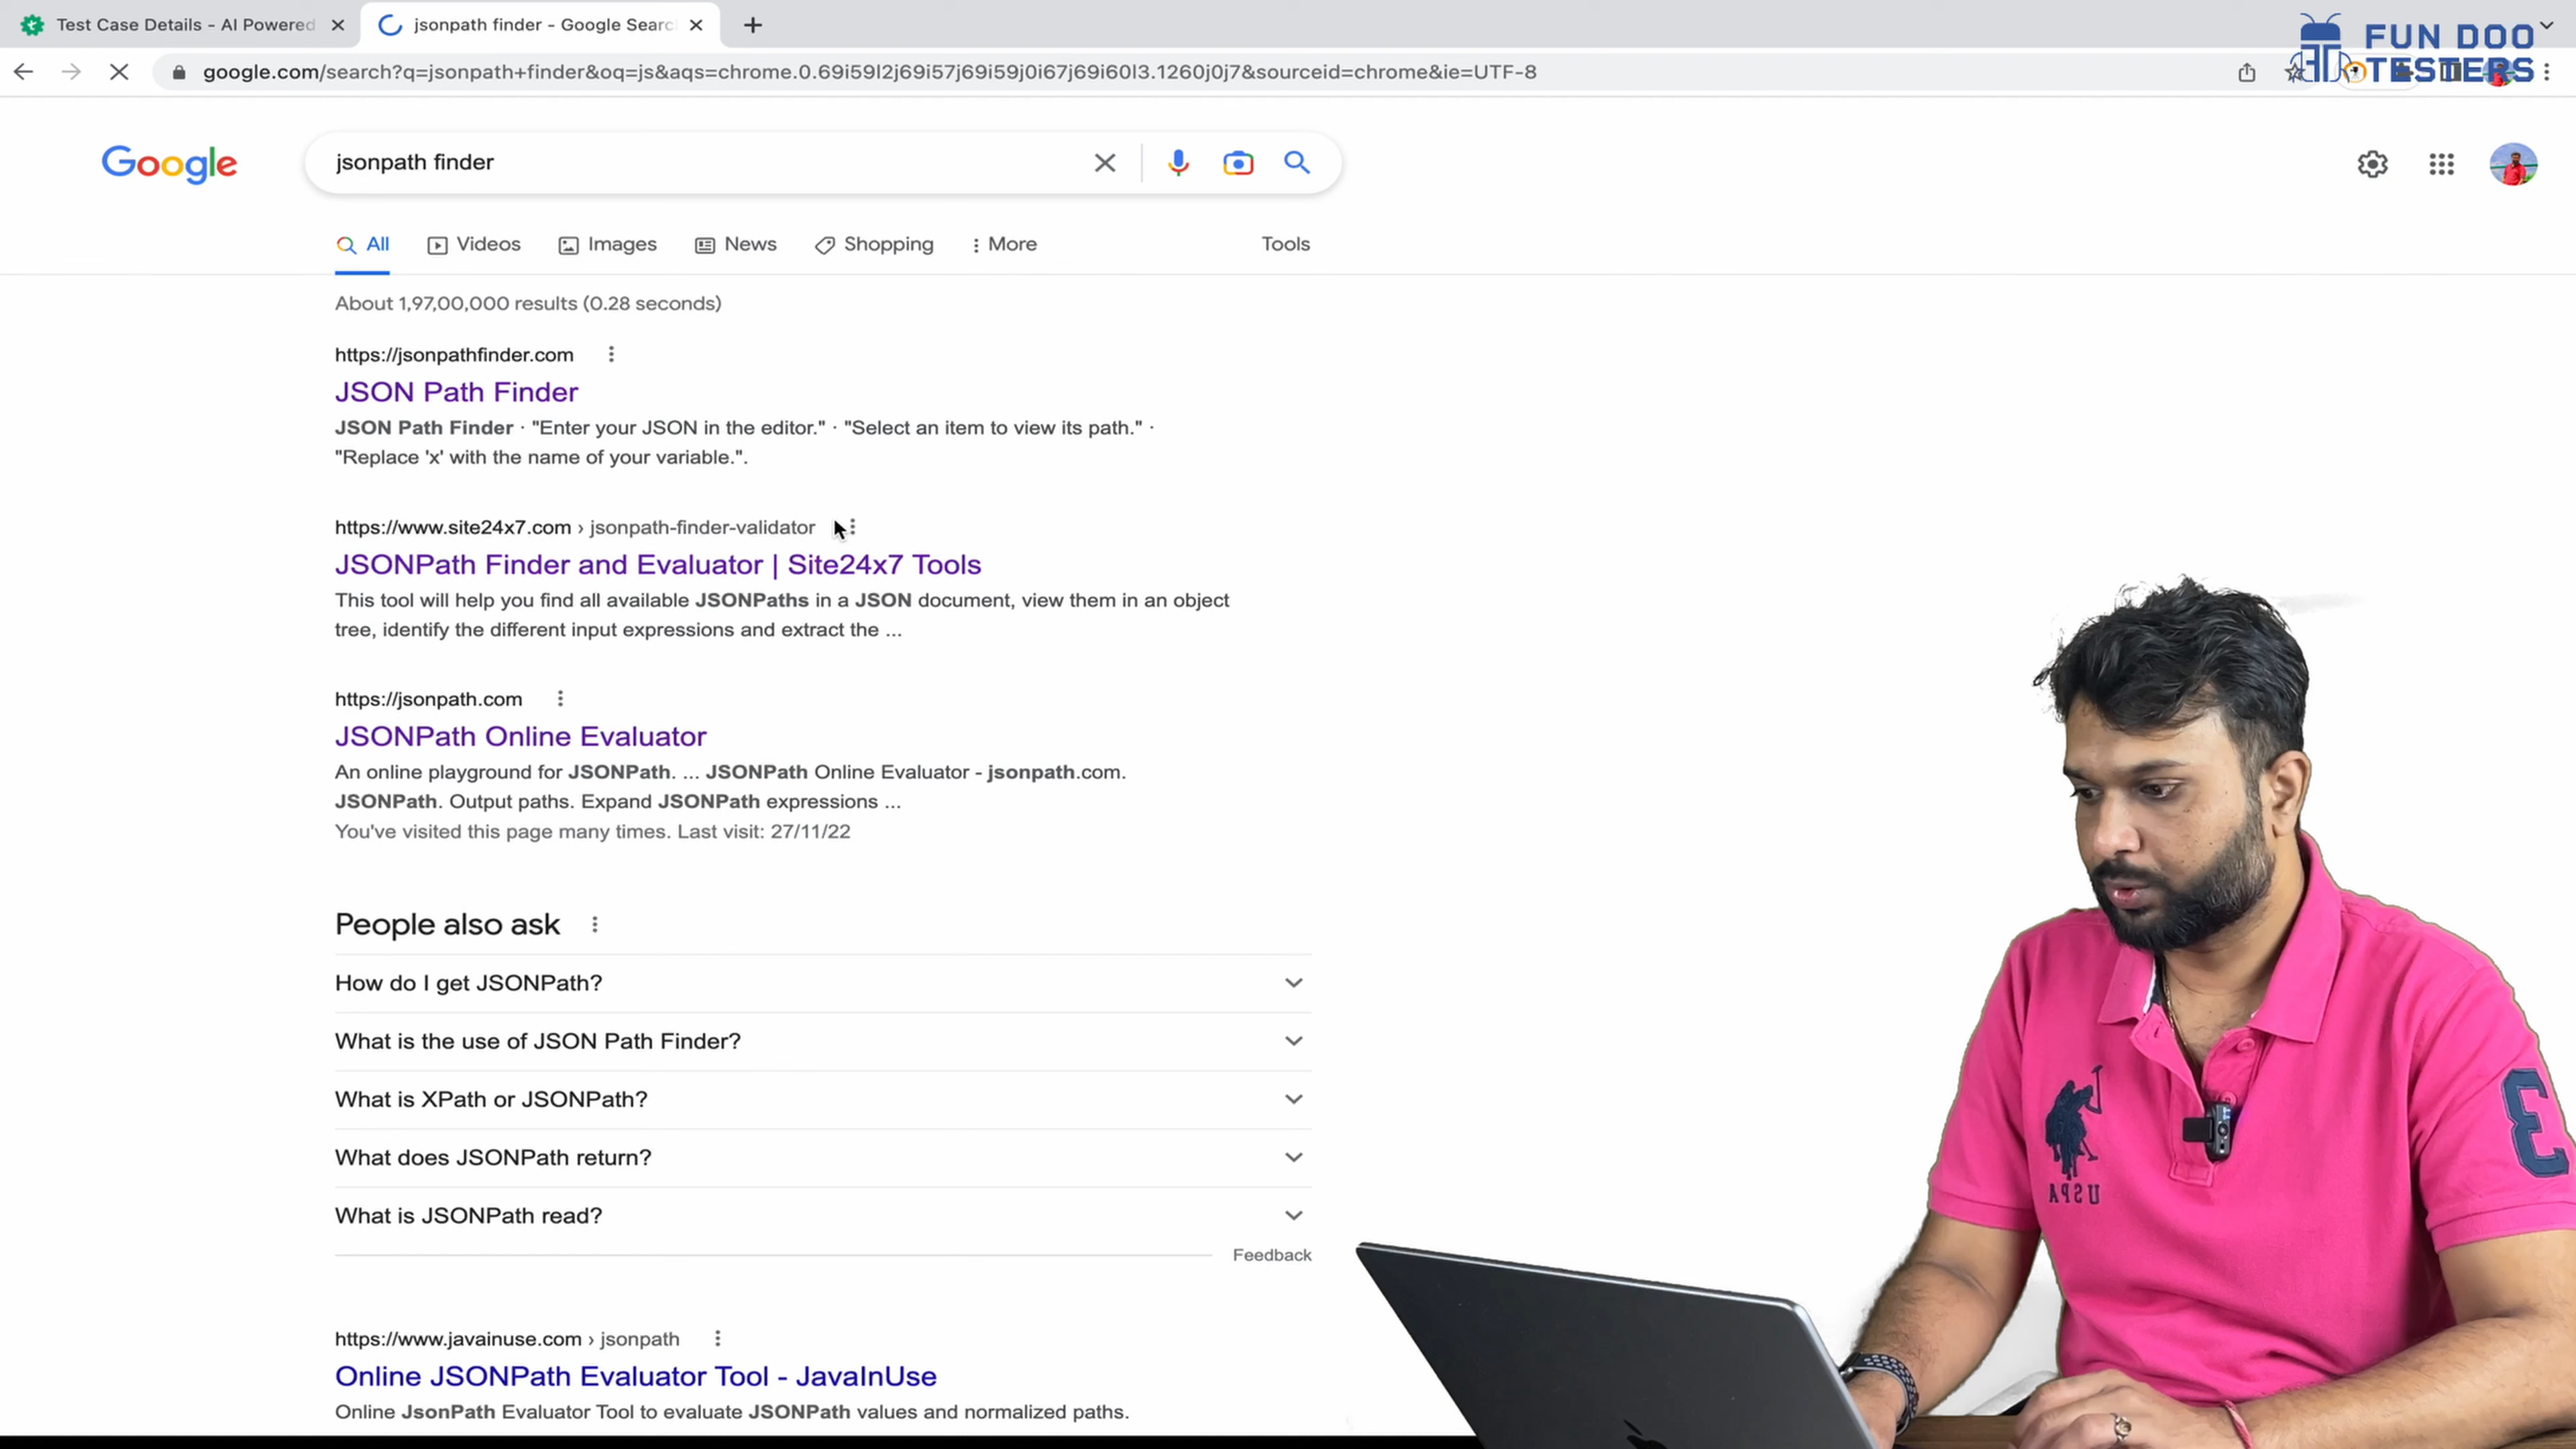 Test Case Details - AI Powered
jsonpath finder - Google Searc
FUN DOO
TESTERS
google.com/search?q=jsonpath+finder&oq=js&aqs=chrome.0.69i59l2j69i57j69i59j0i67j69i60l3.1260j0j7&sourceid=chrome&ie=UTF-8
Google
jsonpath finder
All Videos Images News Shopping More Tools
About 1,97,00,000 results (0.28 seconds)
https://jsonpathfinder.com
JSON Path Finder
JSON Path Finder · "Enter your JSON in the editor." · "Select an item to view its path." ·
"Replace 'x' with the name of your variable.".
https://www.site24x7.com › jsonpath-finder-validator
JSONPath Finder and Evaluator | Site24x7 Tools
This tool will help you find all available JSONPaths in a JSON document, view them in an object
tree, identify the different input expressions and extract the ...
https://jsonpath.com
JSONPath Online Evaluator
An online playground for JSONPath. ... JSONPath Online Evaluator - jsonpath.com.
JSONPath. Output paths. Expand JSONPath expressions ...
You've visited this page many times. Last visit: 27/11/22
People also ask
How do I get JSONPath?
What is the use of JSON Path Finder?
What is XPath or JSONPath?
What does JSONPath return?
What is JSONPath read?
Feedback
https://www.javainuse.com › jsonpath
Online JSONPath Evaluator Tool - JavaInUse
Online JsonPath Evaluator Tool to evaluate JSONPath values and normalized paths.
USPA
3